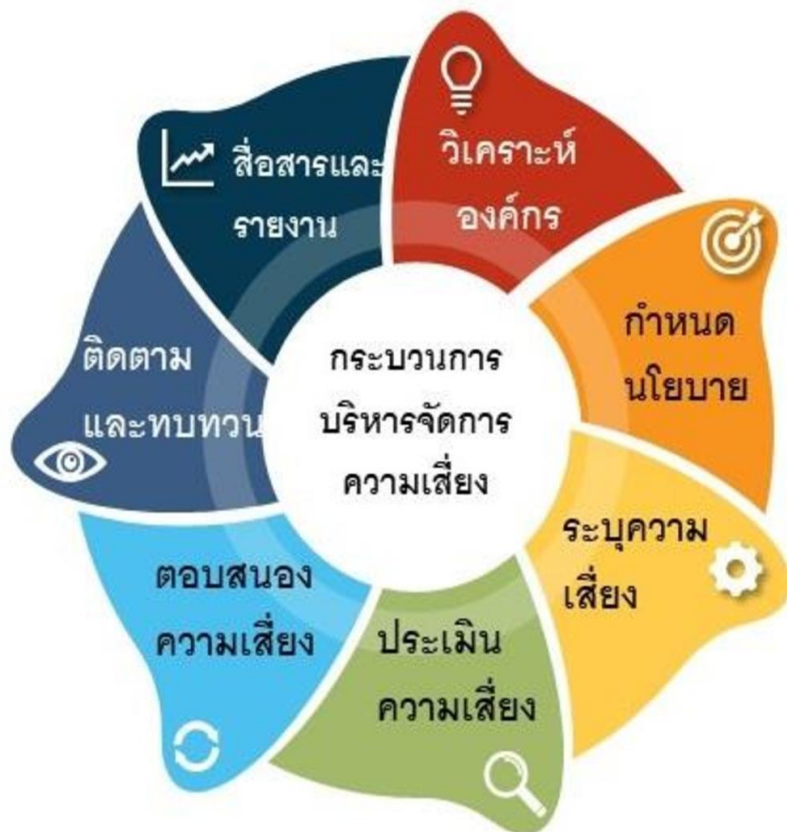 กระบวนการ
บริหารจัดการ
ความเสี่ยง
วิเคราะห์
องค์กร
กำหนด
นโยบาย
ระบุความ
เสี่ยง
ประเมิน
ความเสี่ยง
ตอบสนอง
ความเสี่ยง
ติดตาม
และทบทวน
สื่อสารและ
รายงาน